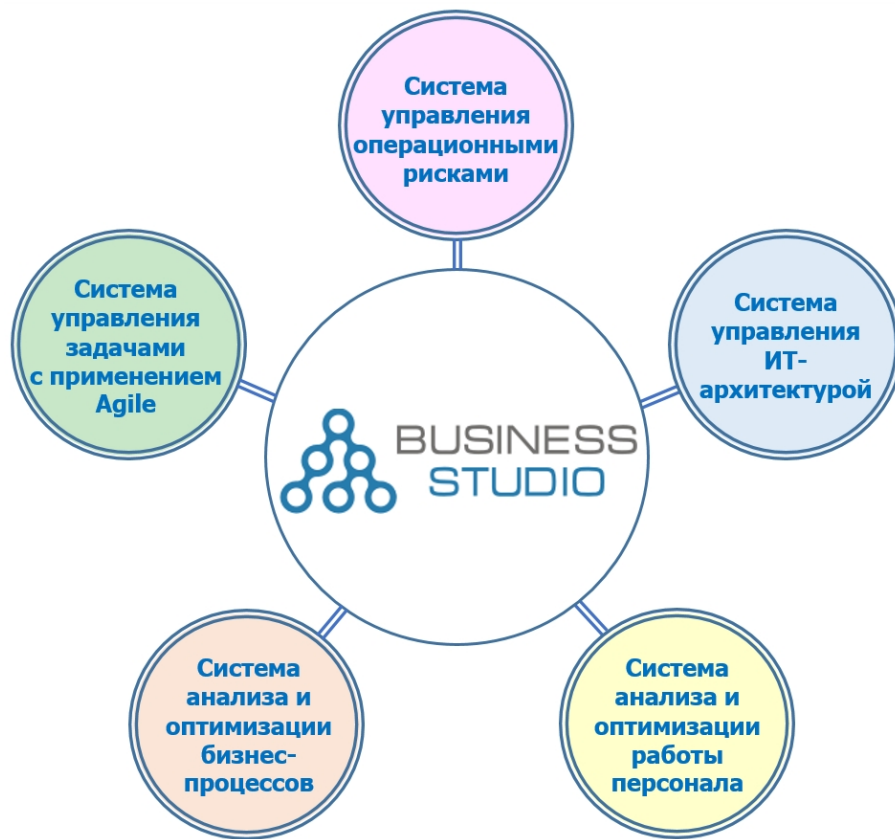 Система
управления
операционными
рисками
Система
управления
задачами
с применением
Agile
Система
управления
ИТ-
архитектурой
BUSINESS
STUDIO
Система
анализа и
оптимизации
бизнес-
процессов
Система
анализа и
оптимизации
работы
персонала